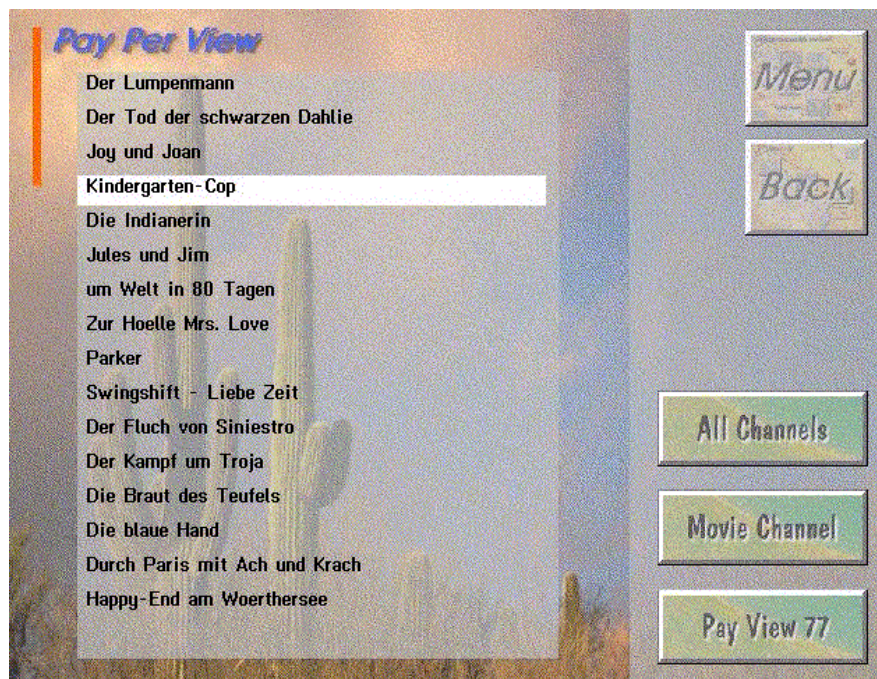 Pay Per View
Der Lumpenmann
Der Tod der schwarzen Dahlie
Joy und Joan
Kindergarten-Cop
Die Indianerin
Jules und Jim
um Welt in 80 Tagen
Zur Hoelle Mrs. Love
Parker
Swingshift - Liebe Zeit
Der Fluch von Siniestro
Der Kampf um Troja
Die Braut des Teufels
Die blaue Hand
Durch Paris mit Ach und Krach
Happy-End am Woerthersee
Menu
Back
All Channels
Movie Channel
Pay View 77